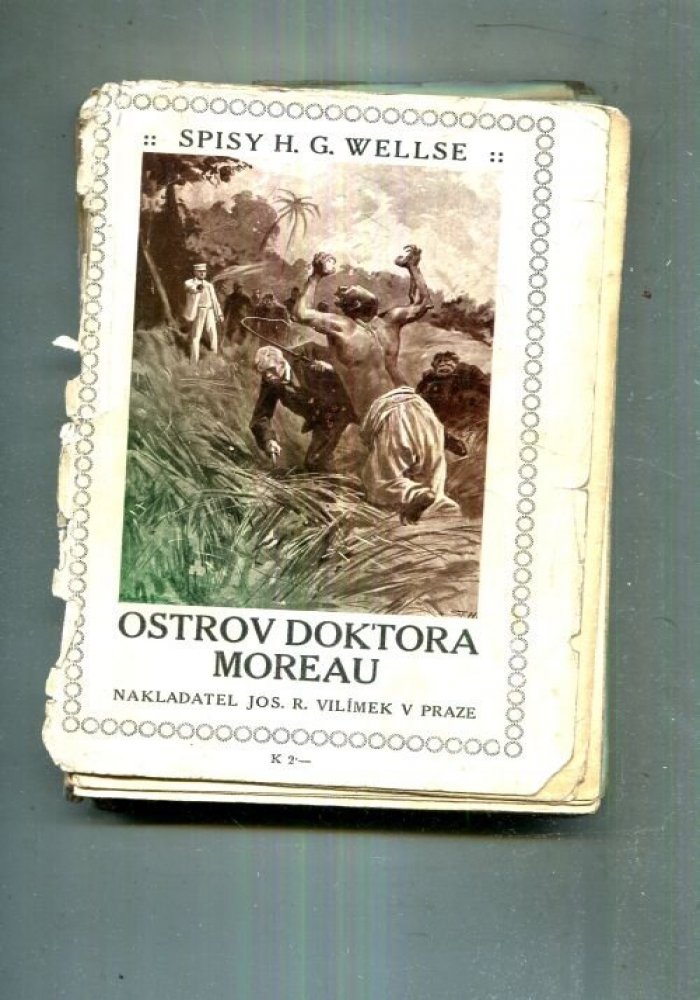 :: SPISY H. G. WELLSE ::
OSTROV DOKTORA
MOREAU
NAKLADATEL JOS. R. VILÍMEK V PRAZE
K 2·—